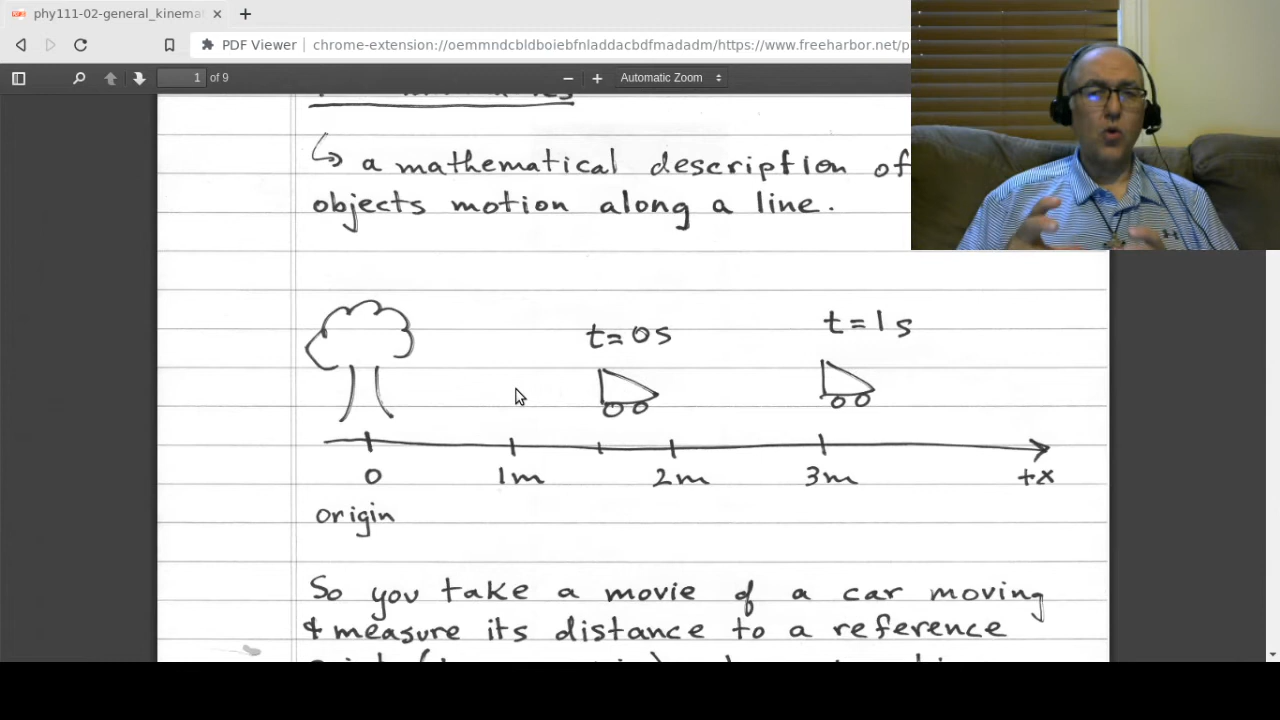 phy111-02-general_kinema
PDF Viewer chrome-extension://oemmndcbldboiebfnladdacbdfmadadm/https://www.freeharbor.net/p
1 of 9 Automatic Zoom
a mathematical description of
objects motion along a line.
t=0s
t=1s
0 1m 2m 3m +x
origin
So you take a movie of a car moving
& measure its distance to a reference